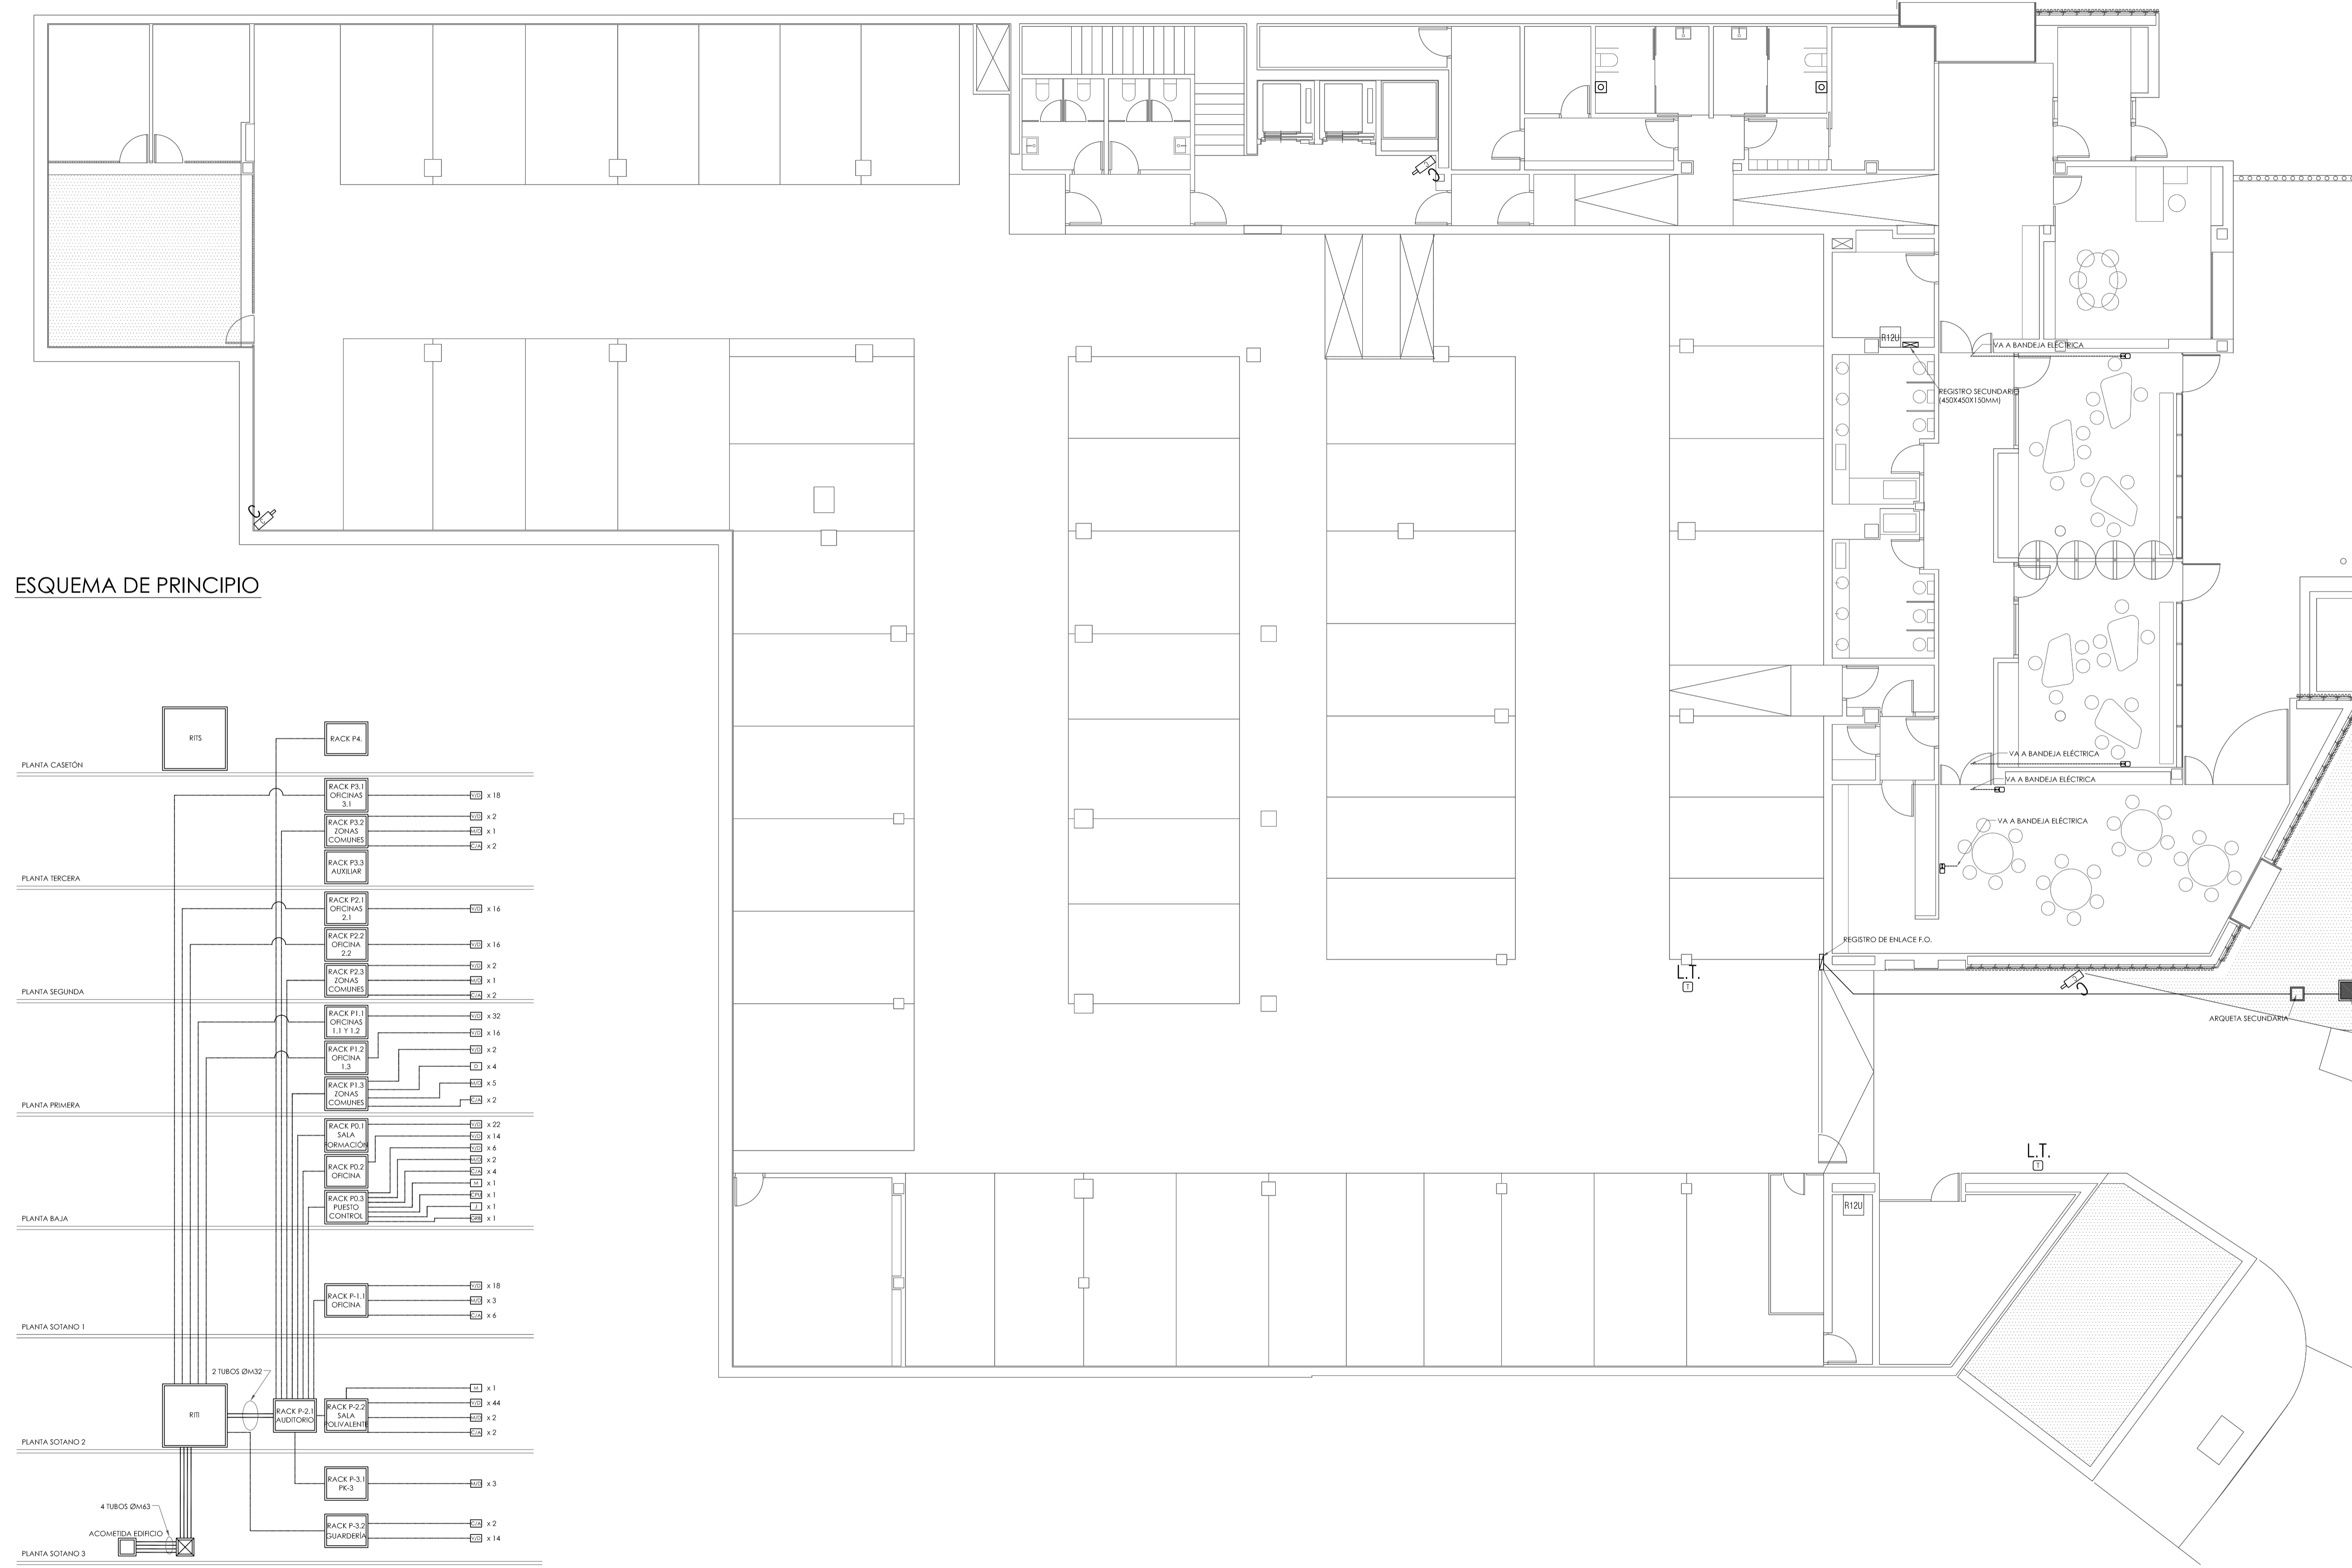 R12U
VA A BANDEJA ELÉCTRICA
REGISTRO SECUNDARIO
(450X450X150MM)
VA A BANDEJA ELÉCTRICA
VA A BANDEJA ELÉCTRICA
VA A BANDEJA ELÉCTRICA
REGISTRO DE ENLACE F.O.
L.T.
T
ARQUETA SECUNDARIA
L.T.
T
R12U
ESQUEMA DE PRINCIPIO
RITS
RACK P4.
PLANTA CASETÓN
RACK P3.1
OFICINAS
3.1
V/D x 18
RACK P3.2
ZONAS
COMUNES
V/D x 2
M/D x 1
C/A x 2
RACK P3.3
AUXILIAR
PLANTA TERCERA
RACK P2.1
OFICINAS
2.1
V/D x 16
RACK P2.2
OFICINA
2.2
V/D x 16
RACK P2.3
ZONAS
COMUNES
V/D x 2
M/D x 1
C/A x 2
PLANTA SEGUNDA
RACK P1.1
OFICINAS
1.1 Y 1.2
V/D x 32
V/D x 16
RACK P1.2
OFICINA
1.3
V/D x 2
D x 4
RACK P1.3
ZONAS
COMUNES
M/D x 5
C/A x 2
PLANTA PRIMERA
RACK P0.1
SALA
FORMACIÓN
V/D x 22
V/D x 14
V/D x 6
RACK P0.2
OFICINA
M/D x 2
C/A x 4
M x 1
RACK P0.3
PUESTO
CONTROL
CPU x 1
x 1
x 1
PLANTA BAJA
RACK P-1.1
OFICINA
V/D x 18
M/D x 3
C/A x 6
PLANTA SOTANO 1
2 TUBOS ØM32
RITI
RACK P-2.1
AUDITORIO
RACK P-2.2
SALA
POLIVALENTE
M x 1
V/D x 44
M/D x 2
C/A x 2
PLANTA SOTANO 2
RACK P-3.1
PK-3
M/D x 3
4 TUBOS ØM63
ACOMETIDA EDIFICIO
RACK P-3.2
GUARDERÍA
C/A x 2
V/D x 14
PLANTA SOTANO 3